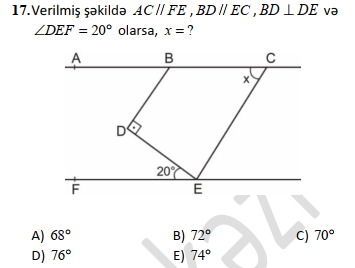 17.Verilmiş şəkildə AC // FE , BD // EC , BD ⊥ DE və
∠DEF = 20° olarsa, x = ?
A B C
x
D
20°
F E
A) 68° B) 72° C) 70°
D) 76° E) 74°